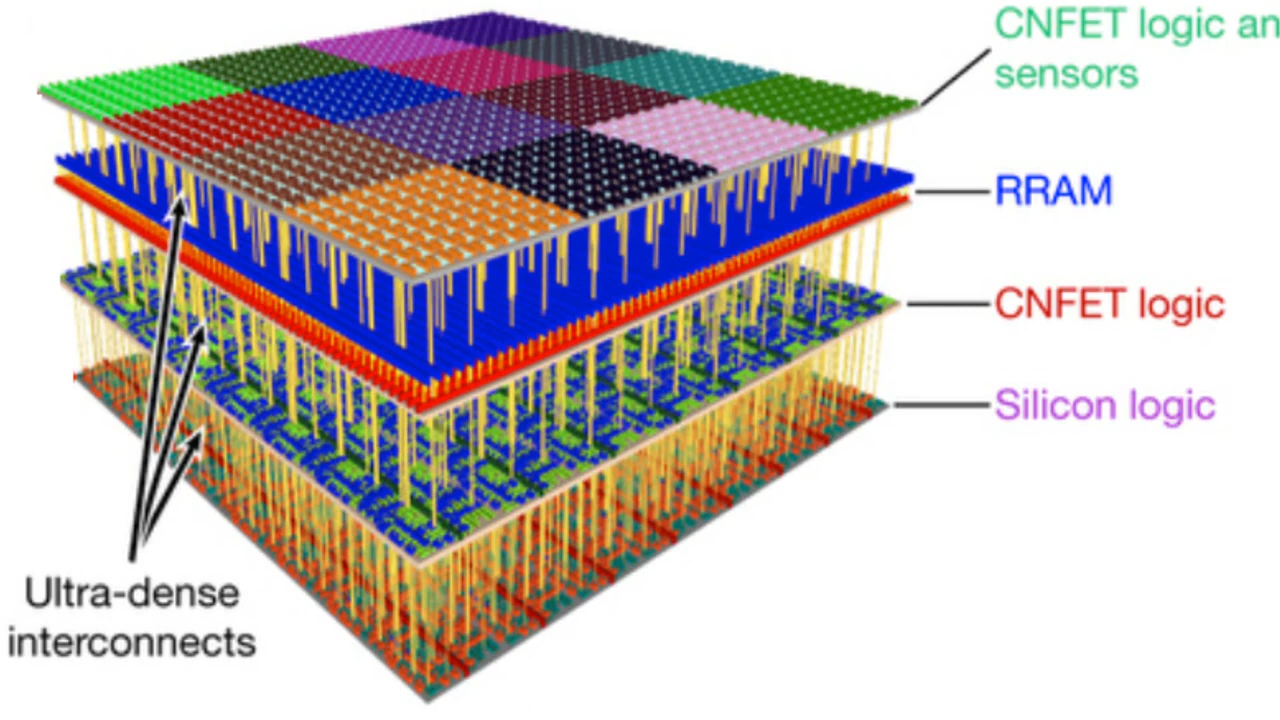 CNFET logic an
sensors
RRAM
CNFET logic
Silicon logic
Ultra-dense
interconnects